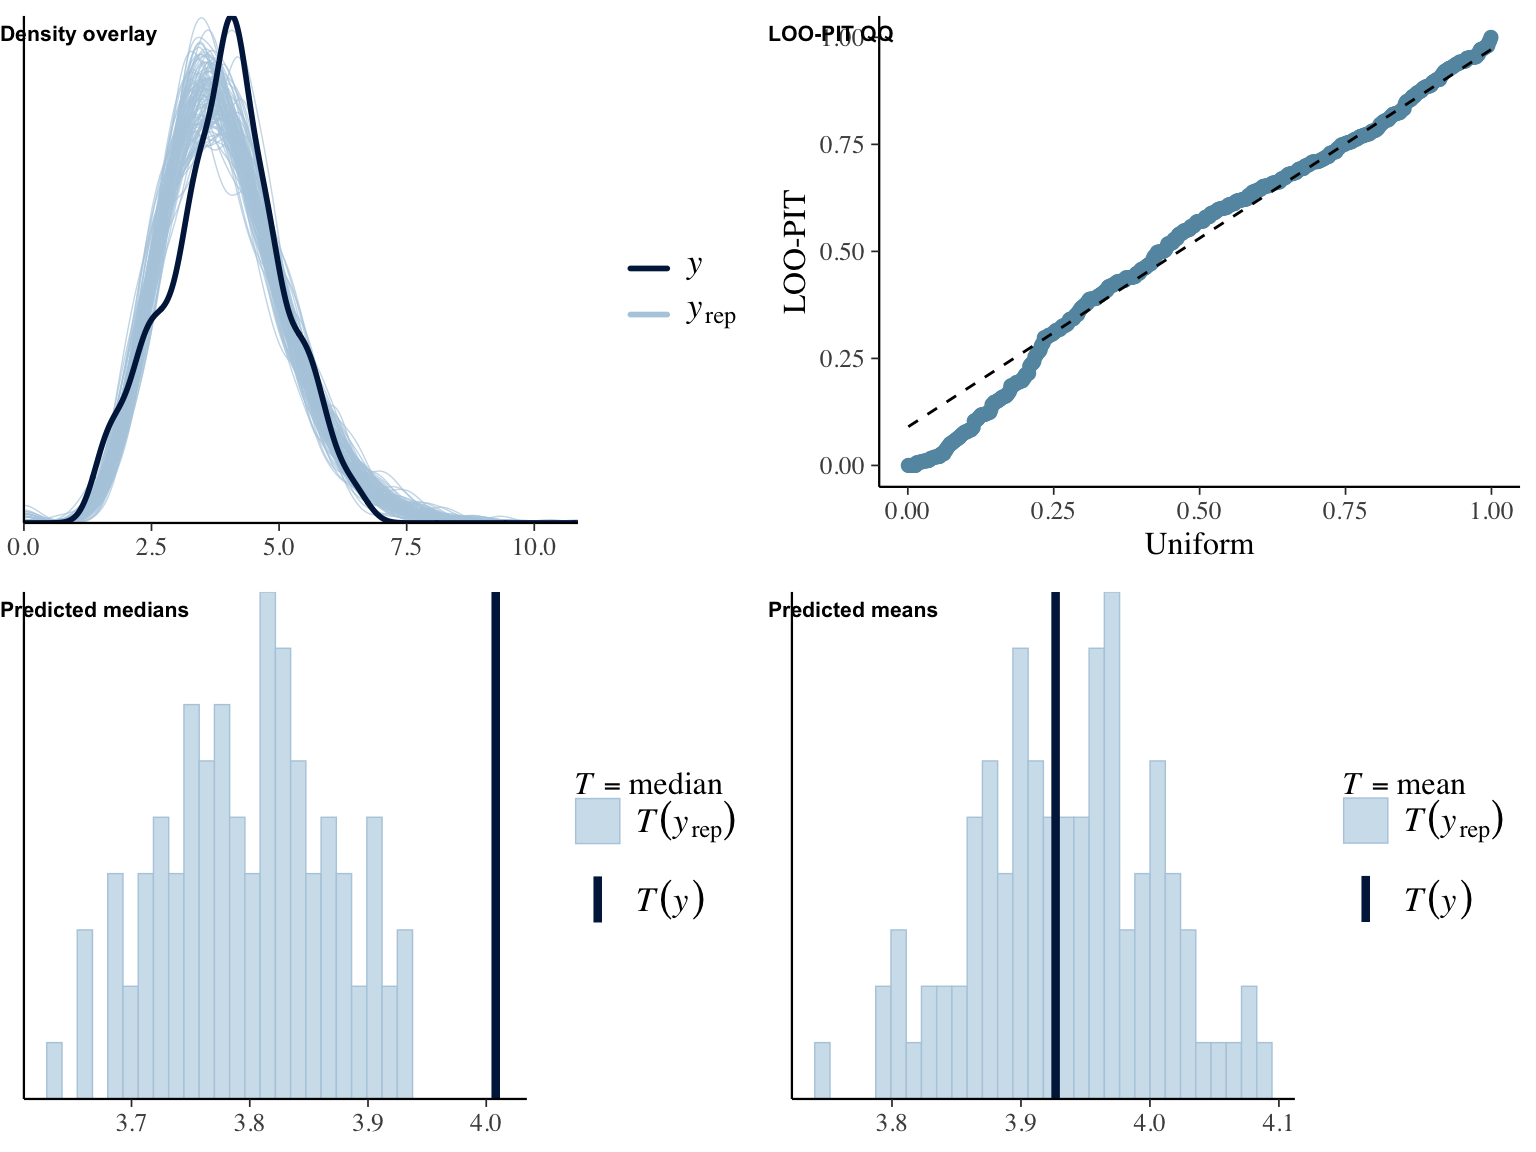 Density overlay
y
y rep
0.0 2.5 5.0 7.5 10.0
LOO-PIT QQ
1.00
0.75
0.50
0.25
0.00
LOO-PIT
0.00 0.25 0.50 0.75 1.00
Uniform
Predicted medians
T = median
T(y rep)
T(y)
3.7 3.8 3.9 4.0
Predicted means
T = mean
T(y rep)
T(y)
3.8 3.9 4.0 4.1